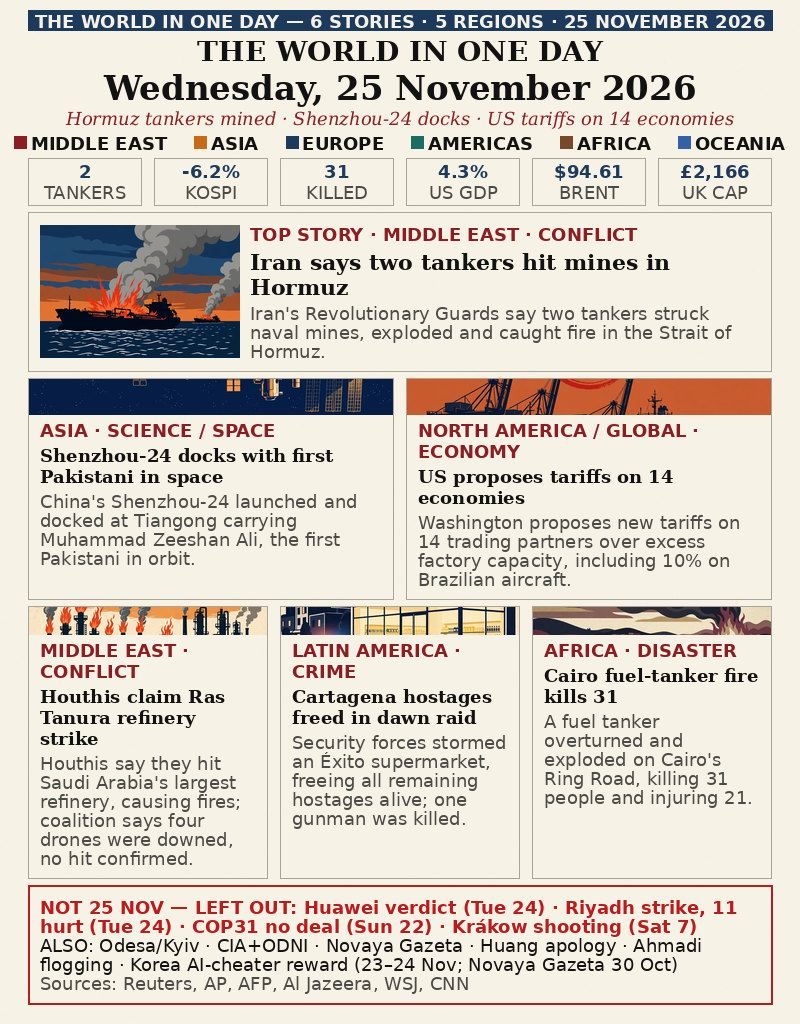 THE WORLD IN ONE DAY — 6 STORIES · 5 REGIONS · 25 NOVEMBER 2026
THE WORLD IN ONE DAY
Wednesday, 25 November 2026
Hormuz tankers mined · Shenzhou-24 docks · US tariffs on 14 economies
MIDDLE EAST ASIA EUROPE AMERICAS AFRICA OCEANIA
2 -6.2% 31 4.3% $94.61 £2,166
TANKERS KOSPI KILLED US GDP BRENT UK CAP
TOP STORY · MIDDLE EAST · CONFLICT
Iran says two tankers hit mines in
Hormuz
Iran's Revolutionary Guards say two tankers struck
naval mines, exploded and caught fire in the Strait of
Hormuz.
ASIA · SCIENCE / SPACE
Shenzhou-24 docks with first
Pakistani in space
China's Shenzhou-24 launched and
docked at Tiangong carrying
Muhammad Zeeshan Ali, the first
Pakistani in orbit.
NORTH AMERICA / GLOBAL ·
ECONOMY
US proposes tariffs on 14
economies
Washington proposes new tariffs on
14 trading partners over excess
factory capacity, including 10% on
Brazilian aircraft.
MIDDLE EAST ·
CONFLICT
Houthis claim Ras
Tanura refinery
strike
Houthis say they hit
Saudi Arabia's largest
refinery, causing fires;
coalition says four
drones were downed,
no hit confirmed.
LATIN AMERICA ·
CRIME
Cartagena hostages
freed in dawn raid
Security forces stormed
an Éxito supermarket,
freeing all remaining
hostages alive; one
gunman was killed.
AFRICA · DISASTER
Cairo fuel-tanker fire
kills 31
A fuel tanker
overturned and
exploded on Cairo's
Ring Road, killing 31
people and injuring 21.
NOT 25 NOV — LEFT OUT: Huawei verdict (Tue 24) · Riyadh strike, 11
hurt (Tue 24) · COP31 no deal (Sun 22) · Krákow shooting (Sat 7)
ALSO: Odesa/Kyiv · CIA+ODNI · Novaya Gazeta · Huang apology · Ahmadi
flogging · Korea AI-cheater reward (23–24 Nov; Novaya Gazeta 30 Oct)
Sources: Reuters, AP, AFP, Al Jazeera, WSJ, CNN